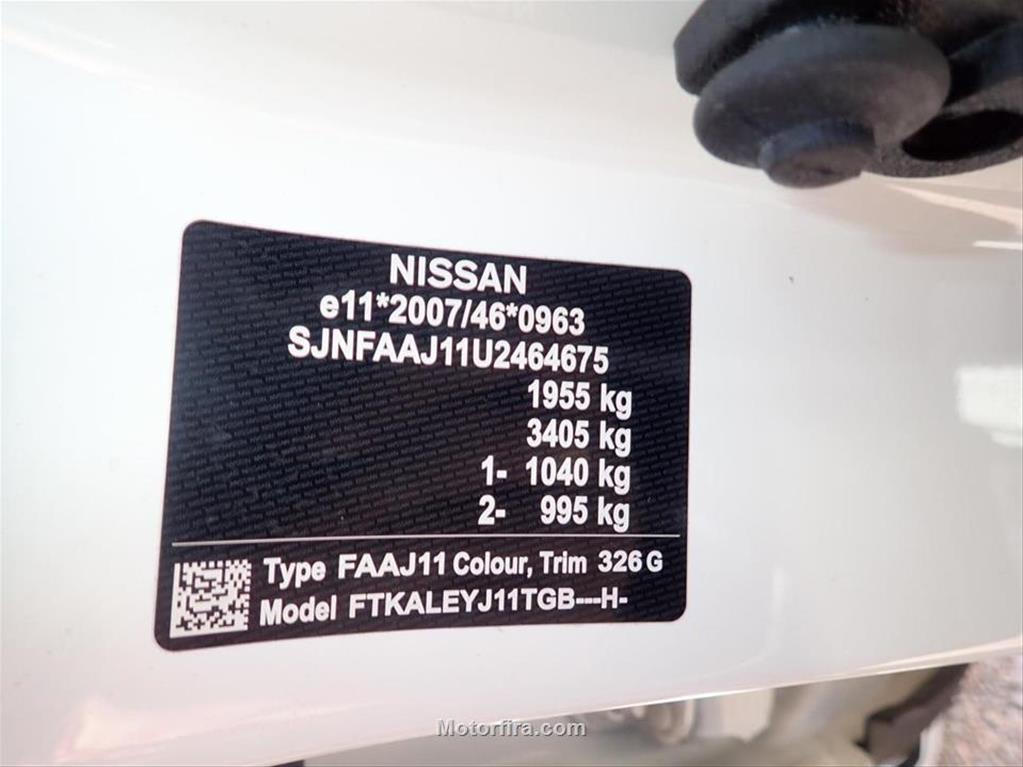 NISSAN
e11*2007/46*0963
SJNFAAJ11U2464675
1955 kg
3405 kg
1- 1040 kg
2- 995 kg
Type FAAJ11 Colour, Trim 326 G
Model FTKALEYJ11TGB---H-
Motorfira.com